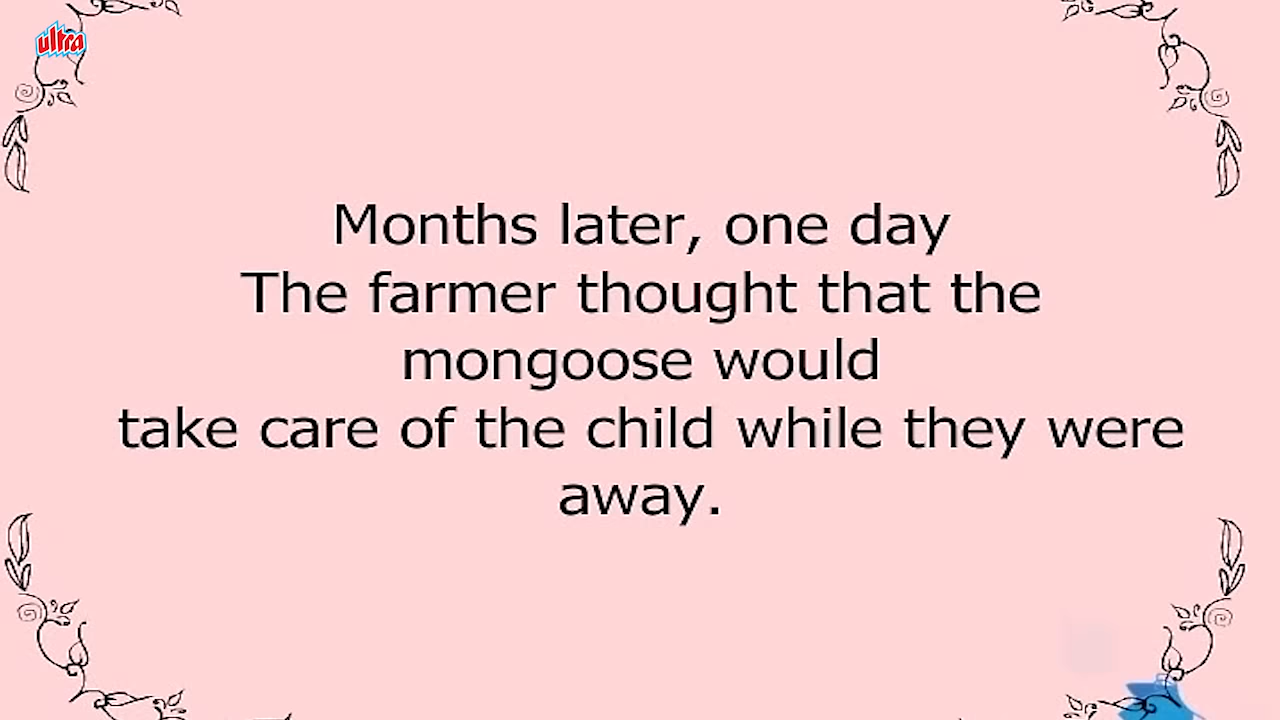 ultra
Months later, one day
The farmer thought that the
mongoose would
take care of the child while they were
away.